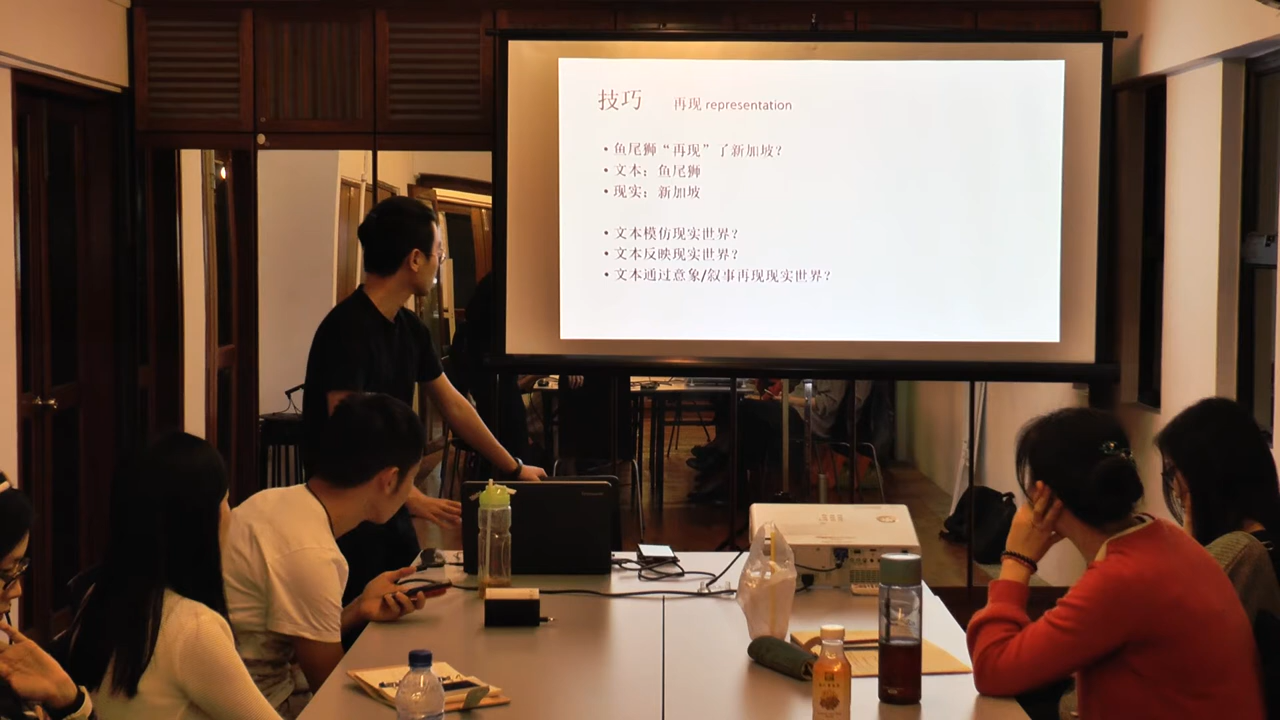 技巧 再现 representation
• 鱼尾狮“再现”了新加坡？
• 文本：鱼尾狮
• 现实：新加坡
• 文本模仿现实世界？
• 文本反映现实世界？
• 文本通过意象/叙事再现现实世界？